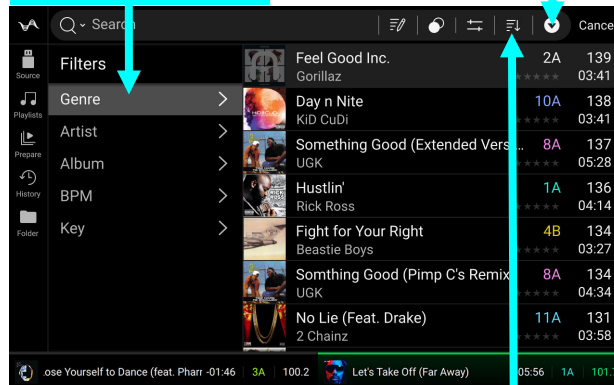 Search
Cance
Source
Playlists
Prepare
History
Folder
Filters
Genre
Artist
Album
BPM
Key
Feel Good Inc. 2A 139
Gorillaz 03:41
Day n Nite 10A 138
KiD CuDi 03:41
Something Good (Extended Vers... 8A 137
UGK 05:28
Hustlin' 1A 136
Rick Ross 04:14
Fight for Your Right 4B 134
Beastie Boys 03:27
Somthing Good (Pimp C's Remix 8A 134
UGK 04:34
No Lie (Feat. Drake) 11A 131
2 Chainz 03:58
ose Yourself to Dance (feat. Pharr -01:46 3A 100.2 Let's Take Off (Far Away) 05:56 1A 101.